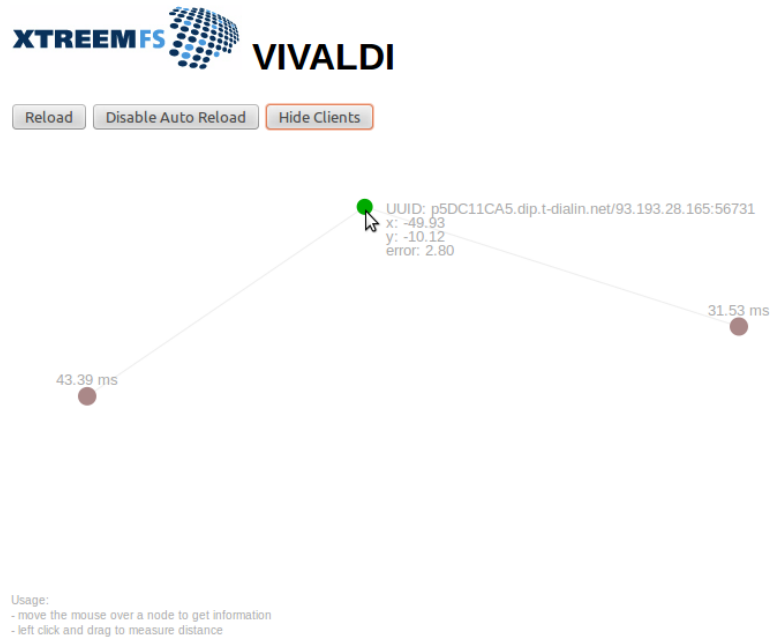 XTREEMFS
VIVALDI
Reload Disable Auto Reload Hide Clients
UUID: p5DC11CA5.dip.t-dialin.net/93.193.28.165:56731
x: -49.93
y: -10.12
error: 2.80
31.53 ms
43.39 ms
Usage:
- move the mouse over a node to get information
- left click and drag to measure distance